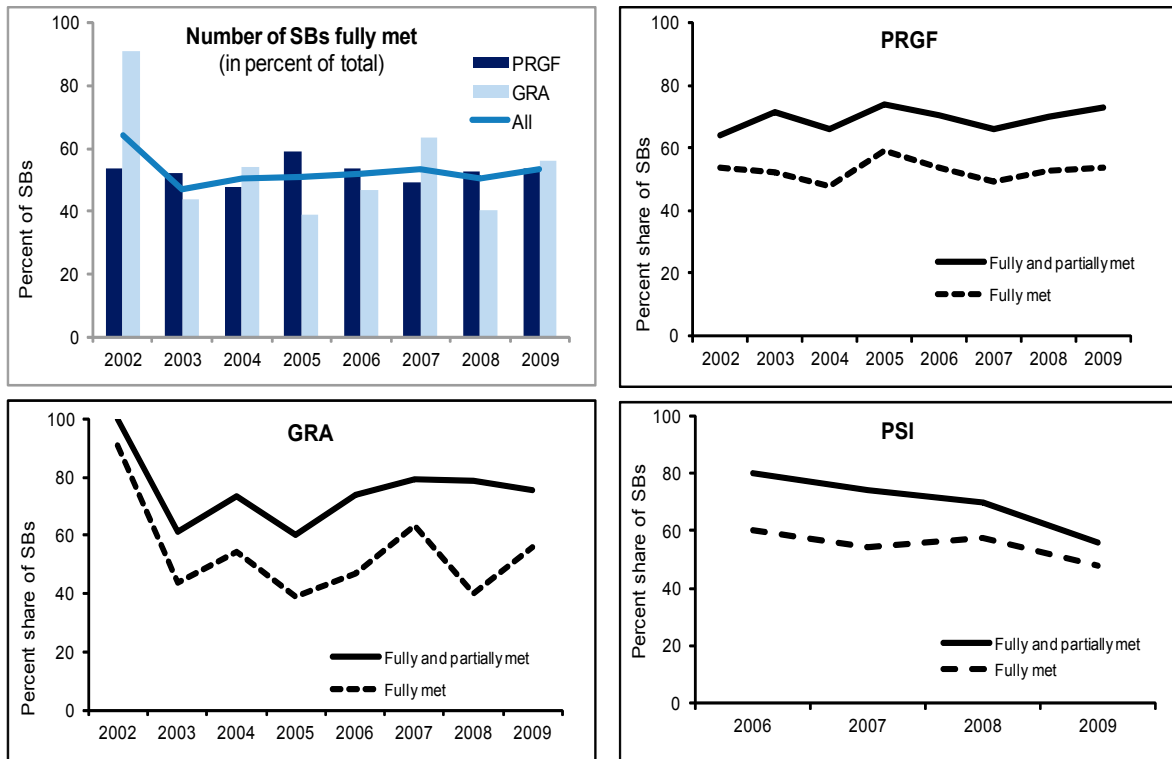 Number of SBs fully met
(in percent of total)
PRGF
GRA
All
Percent of SBs
100
80
60
40
20
0
2002 2003 2004 2005 2006 2007 2008 2009
PRGF
Percent share of SBs
100
80
60
40
20
0
Fully and partially met
Fully met
2002 2003 2004 2005 2006 2007 2008 2009
GRA
Percent share of SBs
100
80
60
40
20
0
Fully and partially met
Fully met
2002 2003 2004 2005 2006 2007 2008 2009
PSI
Percent share of SBs
100
80
60
40
20
0
Fully and partially met
Fully met
2006 2007 2008 2009